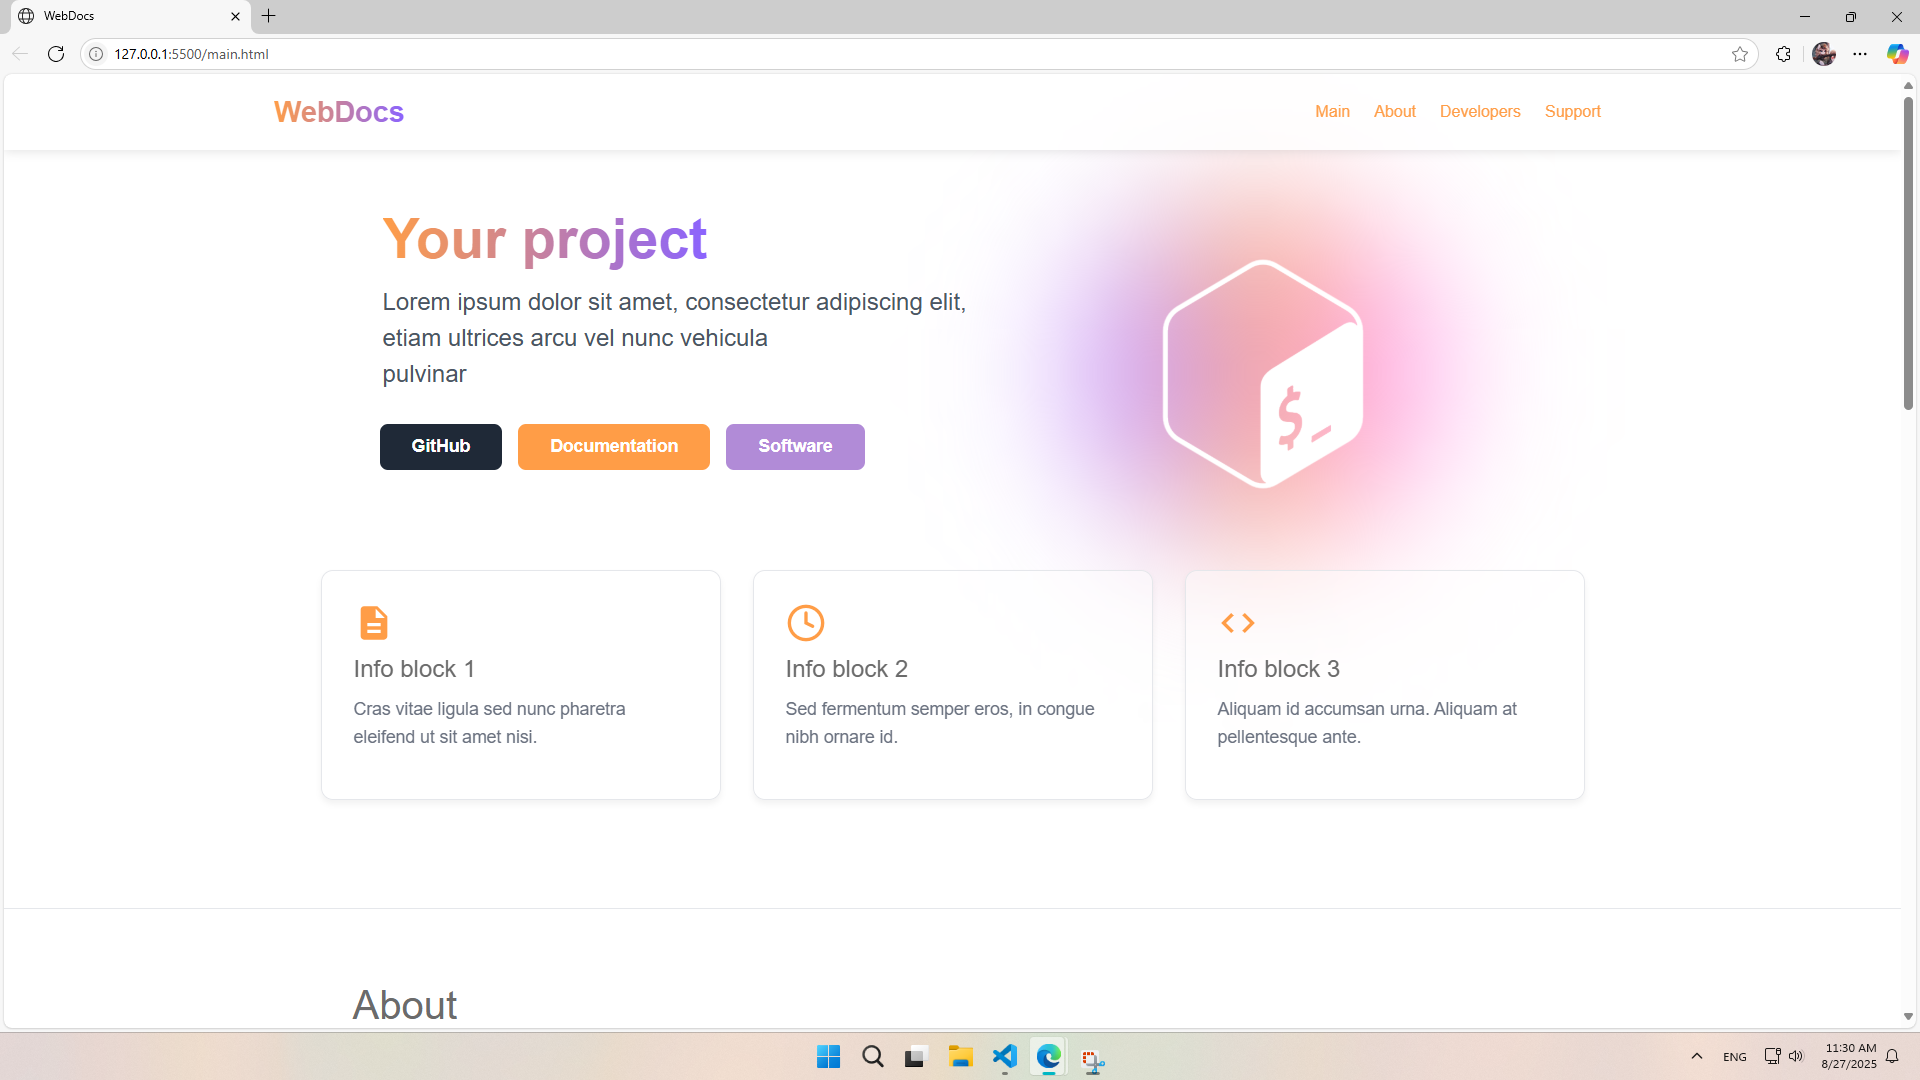 WebDocs
127.0.0.1:5500/main.html
WebDocs
Main About Developers Support
Your project
Lorem ipsum dolor sit amet, consectetur adipiscing elit,
etiam ultrices arcu vel nunc vehicula
pulvinar
GitHub Documentation Software
$_
Info block 1
Cras vitae ligula sed nunc pharetra
eleifend ut sit amet nisi.
Info block 2
Sed fermentum semper eros, in congue
nibh ornare id.
Info block 3
Aliquam id accumsan urna. Aliquam at
pellentesque ante.
About
ENG
11:30 AM
8/27/2025